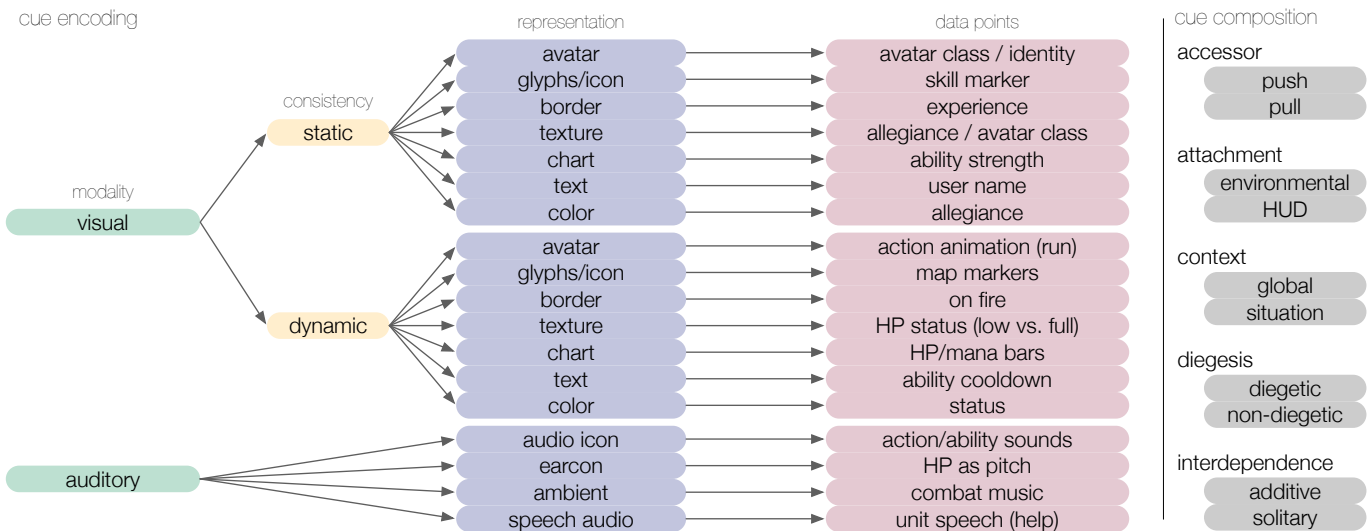 cue encoding
modality
visual
auditory
consistency
static
dynamic
representation
avatar
glyphs/icon
border
texture
chart
text
color
avatar
glyphs/icon
border
texture
chart
text
color
audio icon
earcon
ambient
speech audio
data points
avatar class / identity
skill marker
experience
allegiance / avatar class
ability strength
user name
allegiance
action animation (run)
map markers
on fire
HP status (low vs. full)
HP/mana bars
ability cooldown
status
action/ability sounds
HP as pitch
combat music
unit speech (help)
cue composition
accessor
push
pull
attachment
environmental
HUD
context
global
situation
diegesis
diegetic
non-diegetic
interdependence
additive
solitary